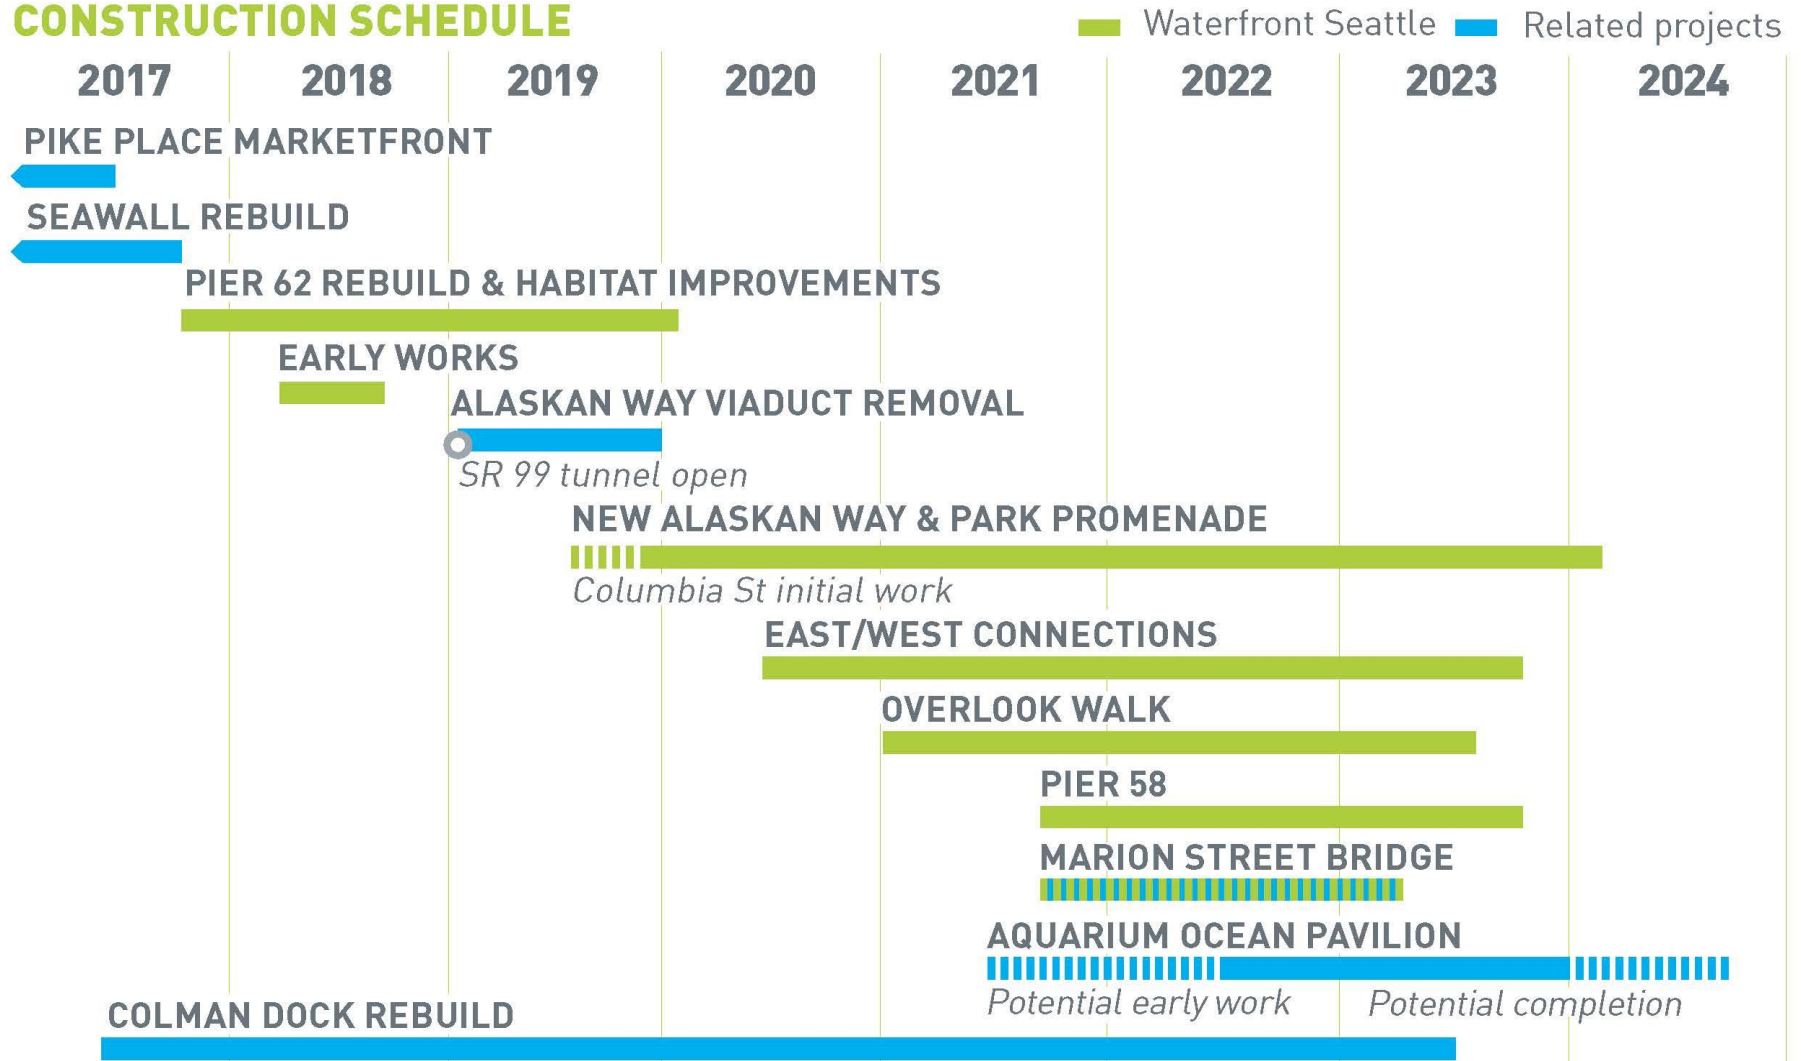 CONSTRUCTION SCHEDULE
Waterfront Seattle Related projects
2017 2018 2019 2020 2021 2022 2023 2024
PIKE PLACE MARKETFRONT
SEAWALL REBUILD
PIER 62 REBUILD & HABITAT IMPROVEMENTS
EARLY WORKS
ALASKAN WAY VIADUCT REMOVAL
SR 99 tunnel open
NEW ALASKAN WAY & PARK PROMENADE
Columbia St initial work
EAST/WEST CONNECTIONS
OVERLOOK WALK
PIER 58
MARION STREET BRIDGE
AQUARIUM OCEAN PAVILION
Potential early work Potential completion
COLMAN DOCK REBUILD